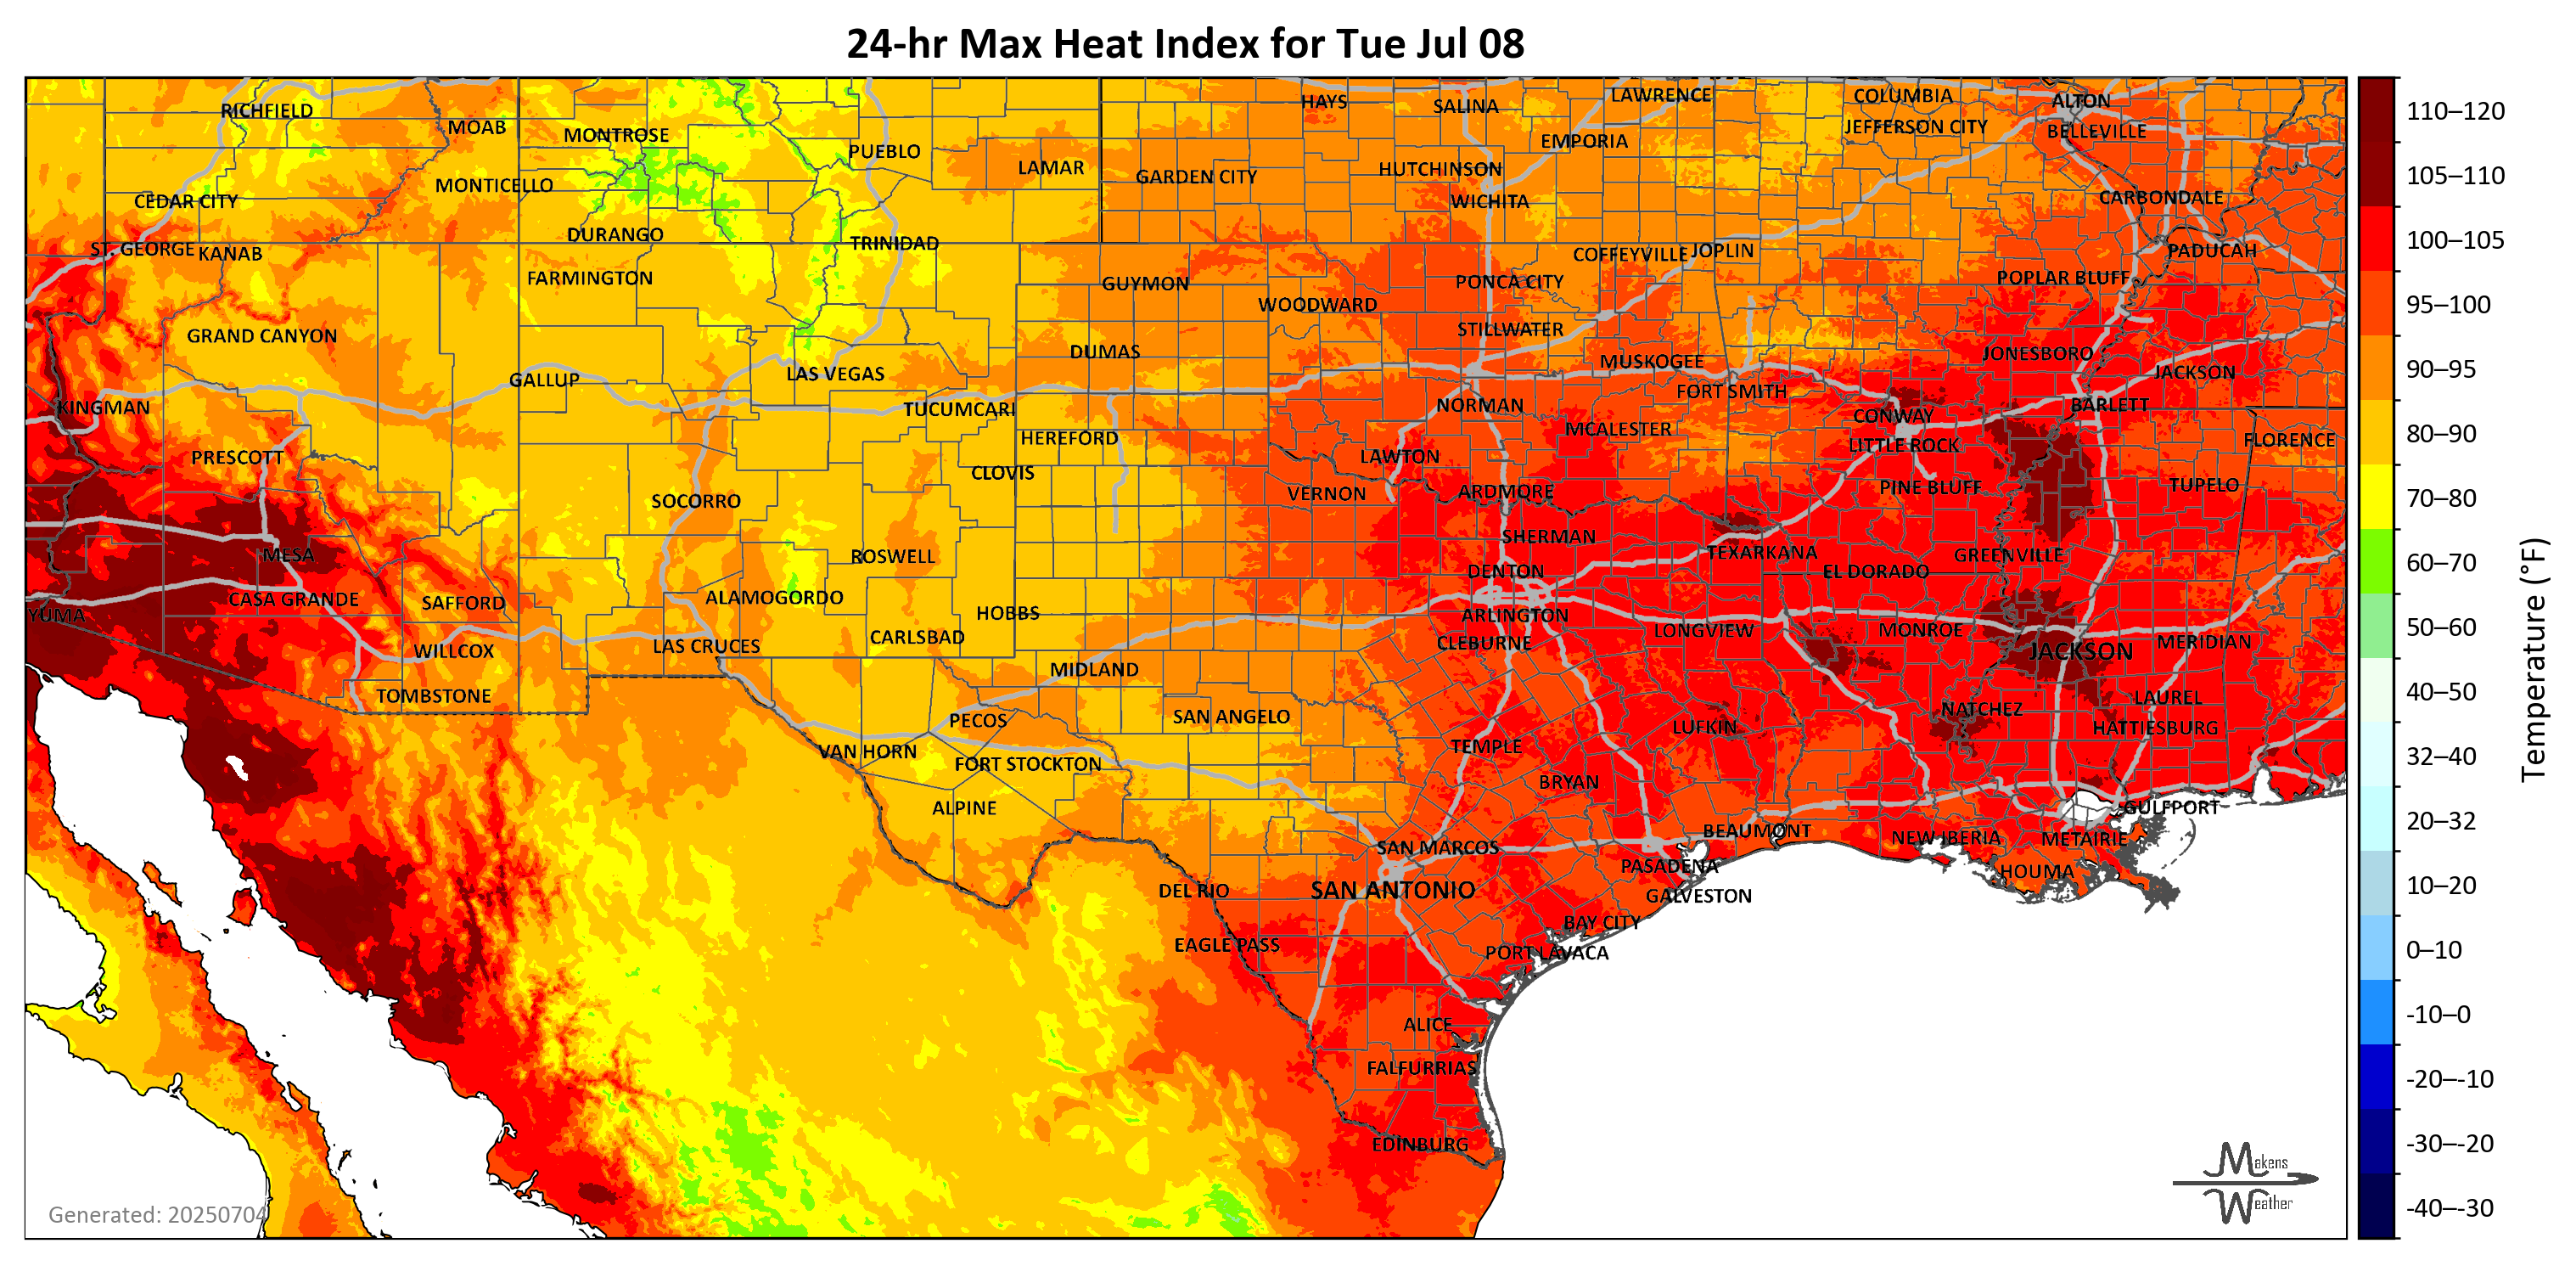 24-hr Max Heat Index for Tue Jul 08
RICHFIELD
MOAB
MONTROSE
PUEBLO
LAMAR
HAYS
SALINA
LAWRENCE
COLUMBIA
ALTON
GARDEN CITY
HUTCHINSON
EMPORIA
JEFFERSON CITY
BELLEVILLE
CEDAR CITY
MONTICELLO
WICHITA
CARBONDALE
ST. GEORGE
KANAB
DURANGO
TRINIDAD
COFFEYVILLE
JOPLIN
PADUCAH
FARMINGTON
GUYMON
WOODWARD
PONCA CITY
POPLAR BLUFF
GRAND CANYON
DUMAS
STILLWATER
MUSKOGEE
JONESBORO
GALLUP
LAS VEGAS
FORT SMITH
JACKSON
KINGMAN
TUCUMCARI
NORMAN
CONWAY
BARLETT
HEREFORD
MCALESTER
LITTLE ROCK
FLORENCE
PRESCOTT
CLOVIS
LAWTON
SOCORRO
VERNON
ARDMORE
PINE BLUFF
TUPELO
MESA
ROSWELL
SHERMAN
TEXARKANA
GREENVILLE
DENTON
EL DORADO
YUMA
CASA GRANDE
SAFFORD
ALAMOGORDO
HOBBS
ARLINGTON
WILLCOX
LAS CRUCES
CARLSBAD
CLEBURNE
LONGVIEW
MONROE
JACKSON
MERIDIAN
TOMBSTONE
MIDLAND
PECOS
SAN ANGELO
LUFKIN
NATCHEZ
LAUREL
HATTIESBURG
VAN HORN
FORT STOCKTON
TEMPLE
BRYAN
ALPINE
GULFPORT
SAN MARCOS
BEAUMONT
NEW IBERIA
METAIRIE
DEL RIO
SAN ANTONIO
PASADENA
GALVESTON
HOUMA
EAGLE PASS
BAY CITY
PORT LAVACA
ALICE
FALFURRIAS
EDINBURG
Generated: 20250704
Makens
Weather
110–120
105–110
100–105
95–100
90–95
80–90
70–80
60–70
50–60
40–50
32–40
20–32
10–20
0–10
-10–0
-20–-10
-30–-20
-40–-30
Temperature (°F)